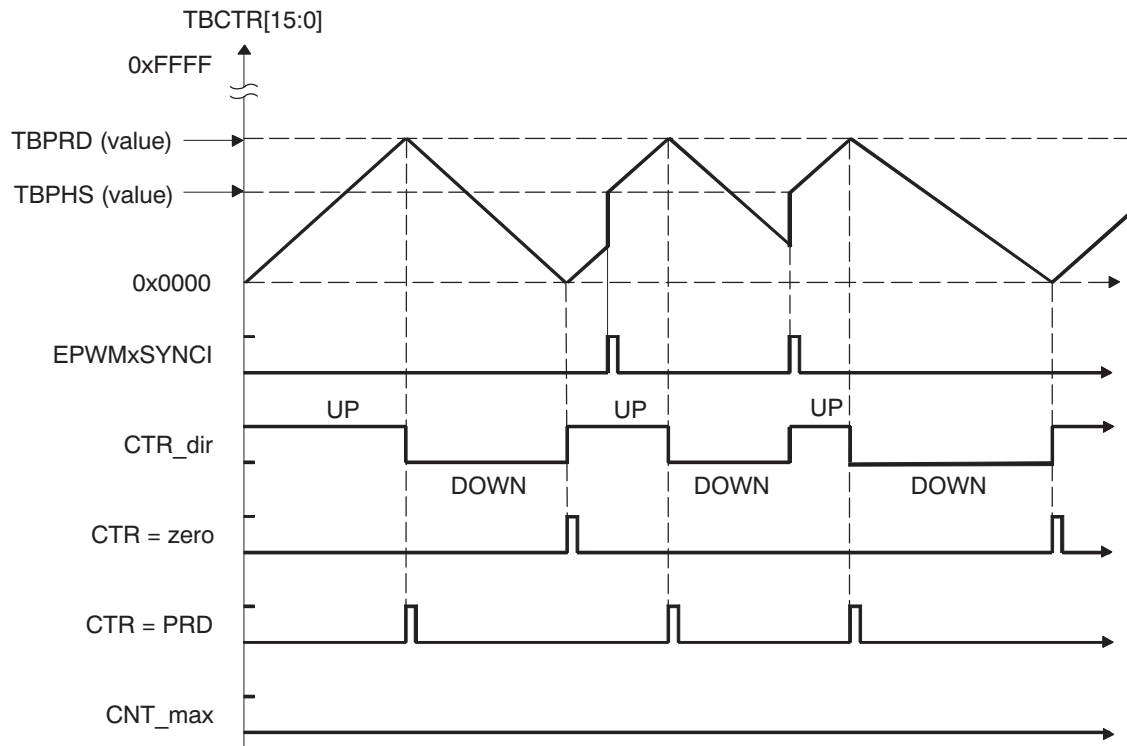 TBCTR[15:0]
0xFFFF
TBPRD (value)
TBPHS (value)
0x0000
EPWMxSYNCI
UP UP UP
CTR_dir
DOWN DOWN DOWN
CTR = zero
CTR = PRD
CNT_max